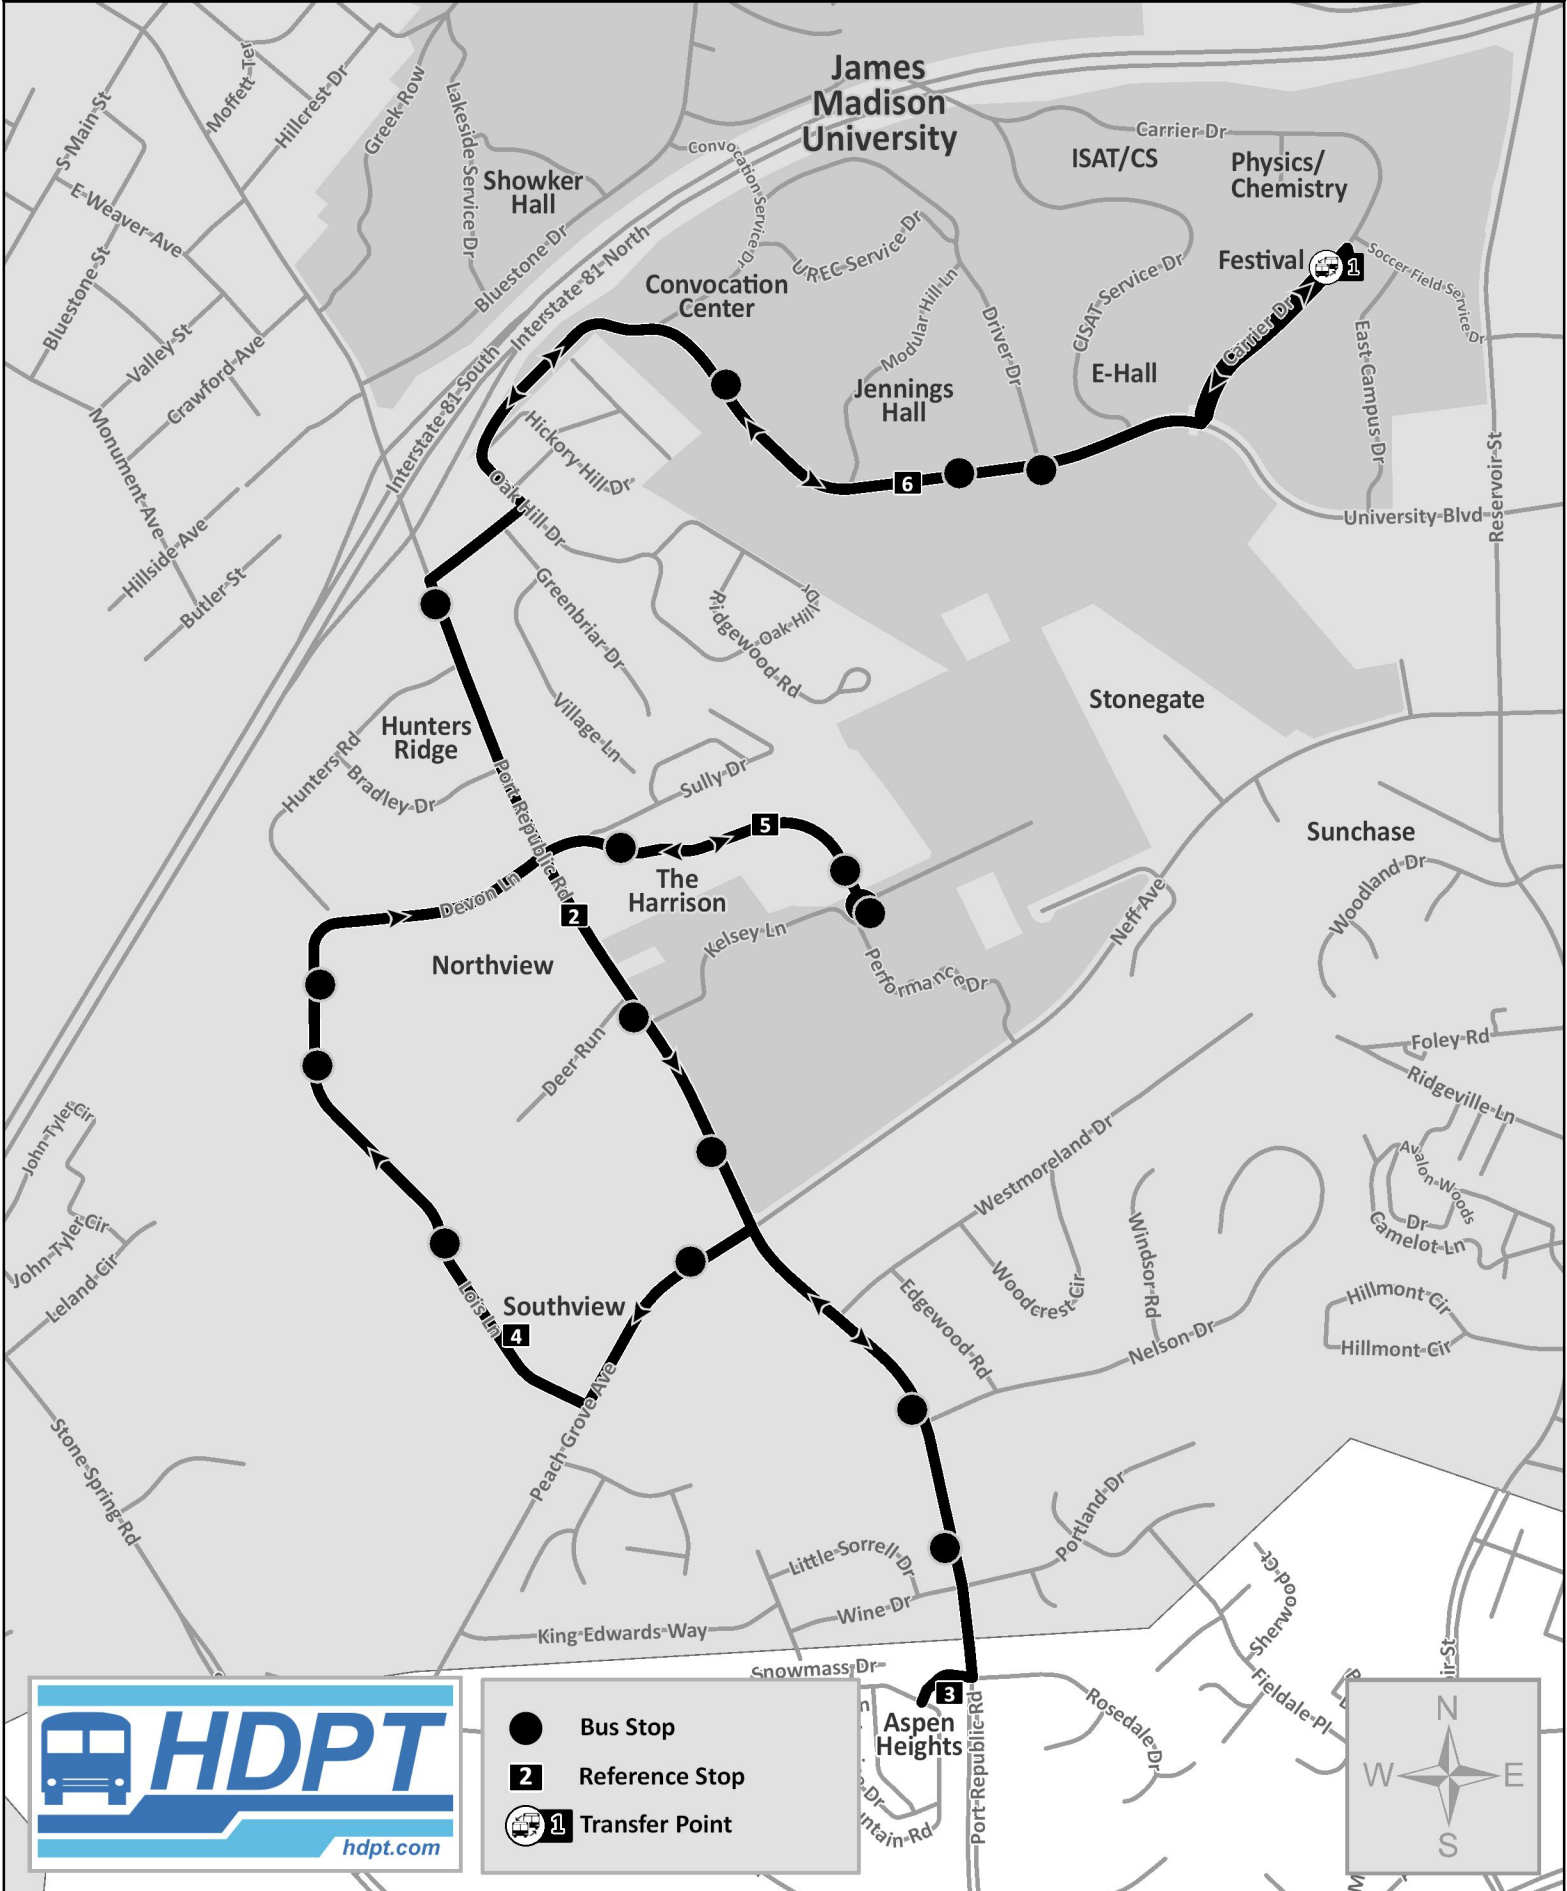 James
Madison
University
Carrier Dr
ISAT/CS
Physics/
Chemistry
Festival
1
Soccer Field Service Dr
Carrier Dr
East Campus Dr
CISAT Service Dr
E-Hall
University Blvd
Reservoir St
S Main St
Moffett Ter
Hillcrest Dr
Greek Row
Lakeside Service Dr
Showker
Hall
Bluestone Dr
Interstate 81 North
Interstate 81 South
E Weaver Ave
Bluestone St
Valley St
Crawford Ave
Monument Ave
Hillside Ave
Butler St
Convocation Service Dr
UREC Service Dr
Convocation
Center
Modular Hill Ln
Driver Dr
Jennings
Hall
6
Hickory Hill Dr
Oak Hill Dr
Greenbriar Dr
Ridgewood Rd
Oak Hill Dr
Village Ln
Stonegate
Hunters
Ridge
Hunters Rd
Bradley Dr
Port Republic Rd
Sully Dr
5
The
Harrison
Devon Ln
2
Northview
Kelsey Ln
Performance Dr
Neff Ave
Sunchase
Woodland Dr
Deer Run
Foley Rd
Ridgeville Ln
Avalon Woods
Dr
Camelot Ln
Westmoreland Dr
Woodcrest Cir
Windsor Rd
Edgewood Rd
Nelson Dr
Hillmont Cir
Hillmont Cir
John Tyler Cir
John Tyler Cir
Leland Cir
Lois Ln
Southview
4
Peach Grove Ave
Stone Spring Rd
Little Sorrell Dr
Wine Dr
Portland Dr
King Edwards Way
Snowmass Dr
Sherwood Ct
Fieldale Pl
Rosedale Dr
3
Aspen
Heights
Port Republic Rd
ir St
ntain Rd
HDPT
hdpt.com
Bus Stop
2
Reference Stop
1
Transfer Point
N
W
E
S